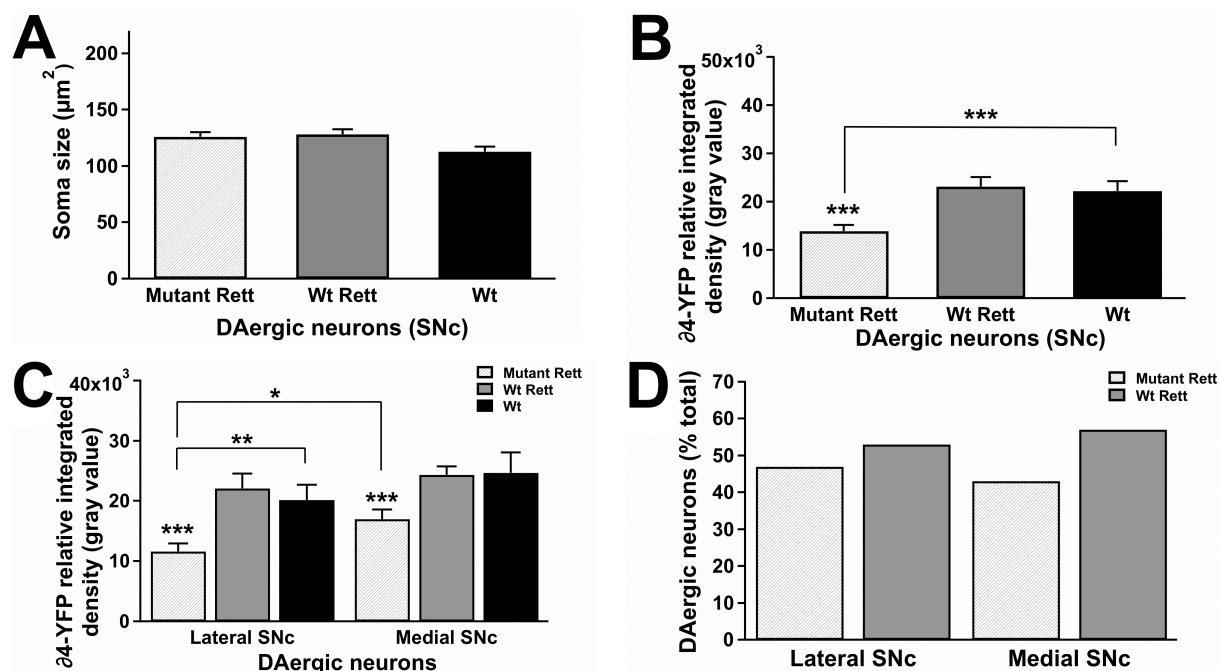 A
Soma size (µm²)
200
150
100
50
0
Mutant Rett
Wt Rett
Wt
DAergic neurons (SNc)
B
∂4-YFP relative integrated
density (gray value)
50x10³
40
30
20
10
0
***
***
Mutant Rett
Wt Rett
Wt
DAergic neurons (SNc)
C
∂4-YFP relative integrated
density (gray value)
40x10³
30
20
10
0
Mutant Rett
Wt Rett
Wt
*
**
***
***
Lateral SNc
Medial SNc
DAergic neurons
D
DAergic neurons (% total)
70
60
50
40
30
20
10
0
Mutant Rett
Wt Rett
Lateral SNc
Medial SNc